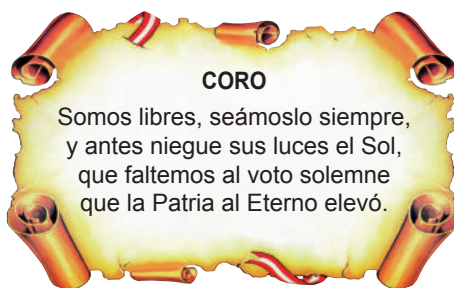 CORO
Somos libres, seámoslo siempre,
y antes niegue sus luces el Sol,
que faltemos al voto solemne
que la Patria al Eterno elevó.